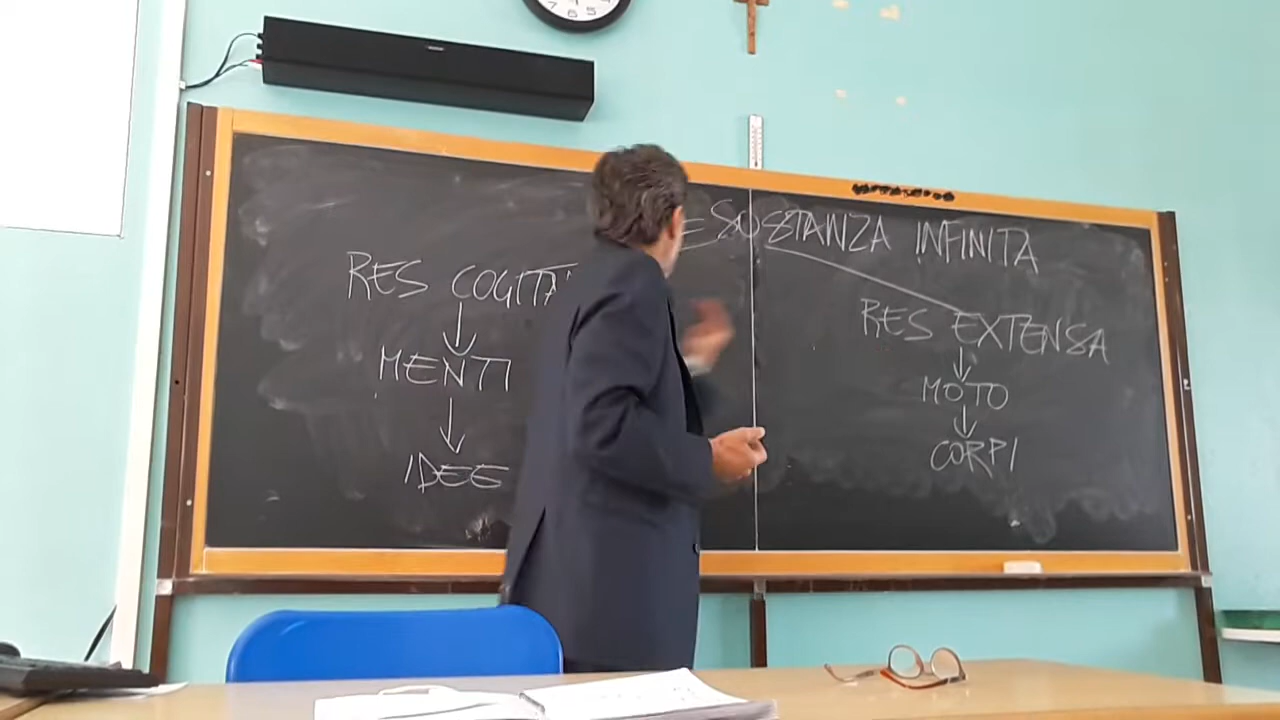 E SOSTANZA INFINITA
RES COGITA
RES EXTENSA
MENTI
MOTO
IDEE
CORPI